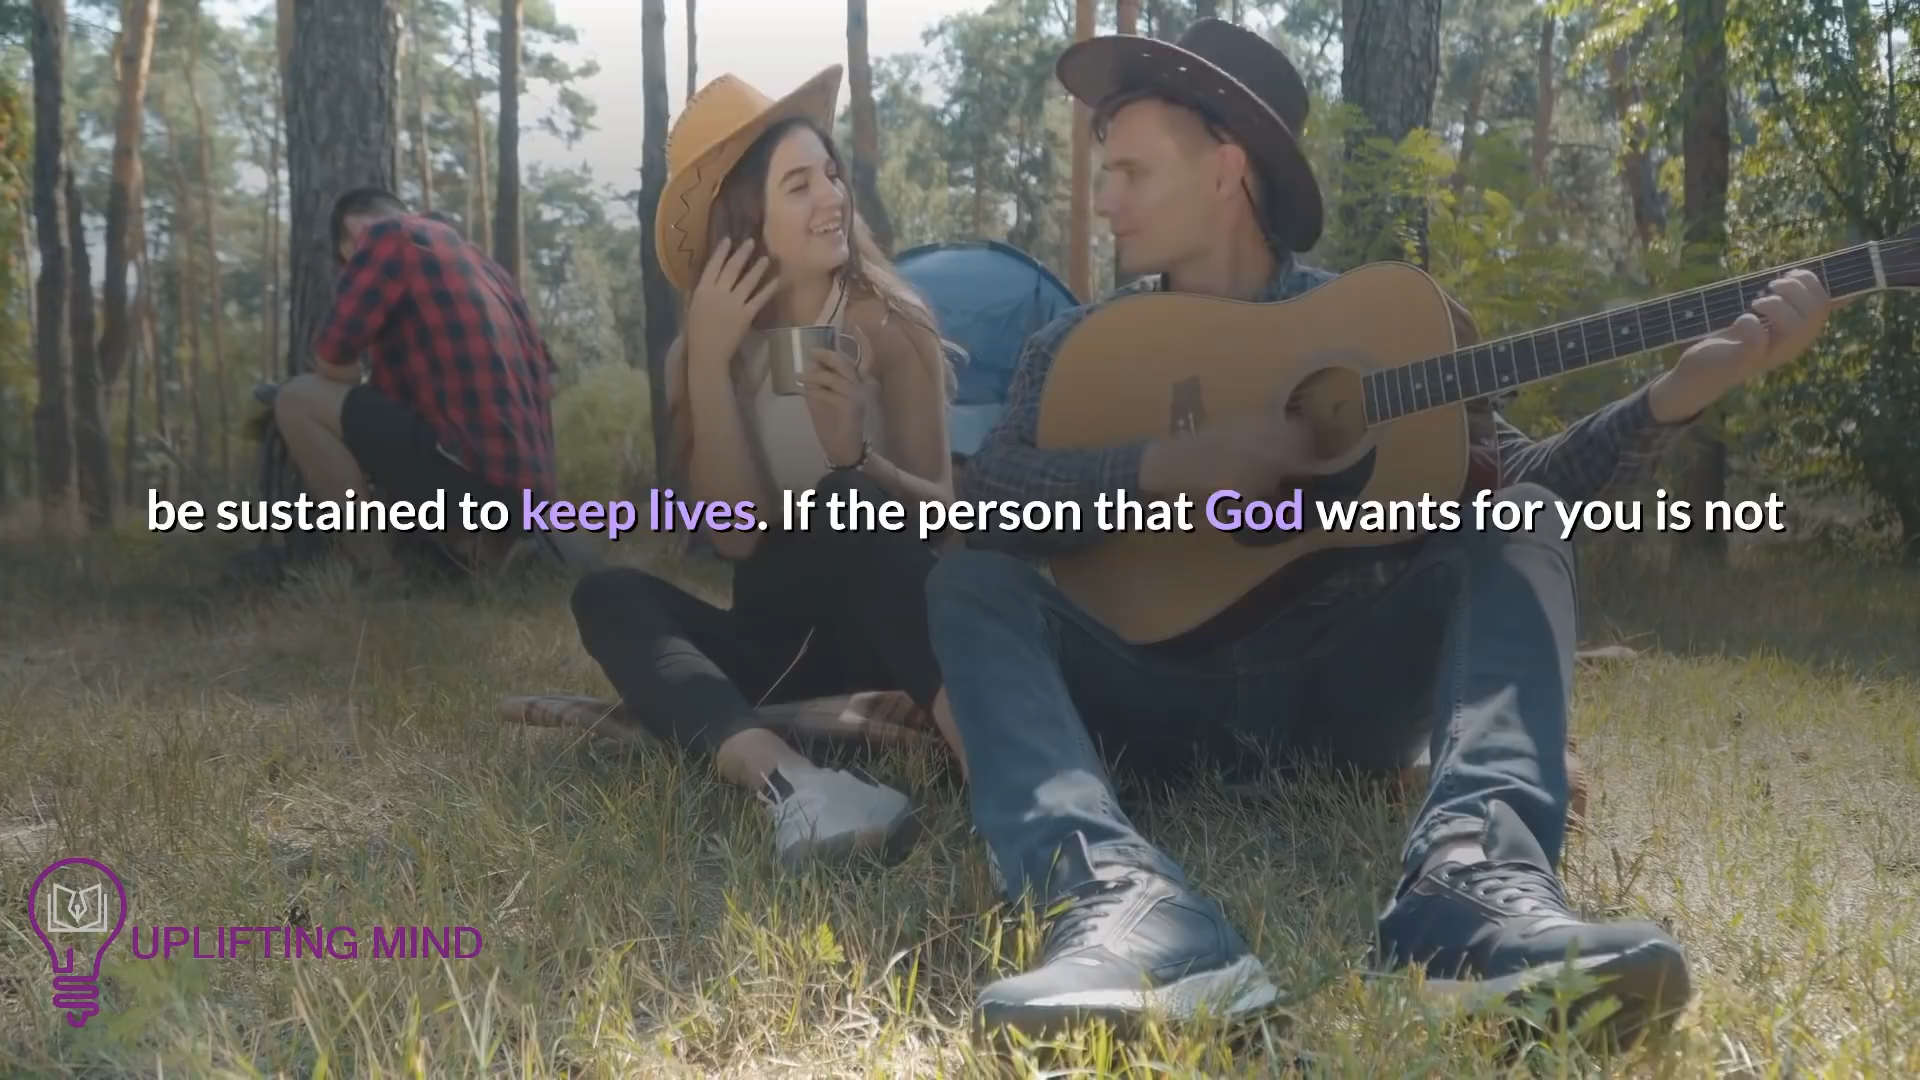 be sustained to keep lives. If the person that God wants for you is not
UPLIFTING MIND